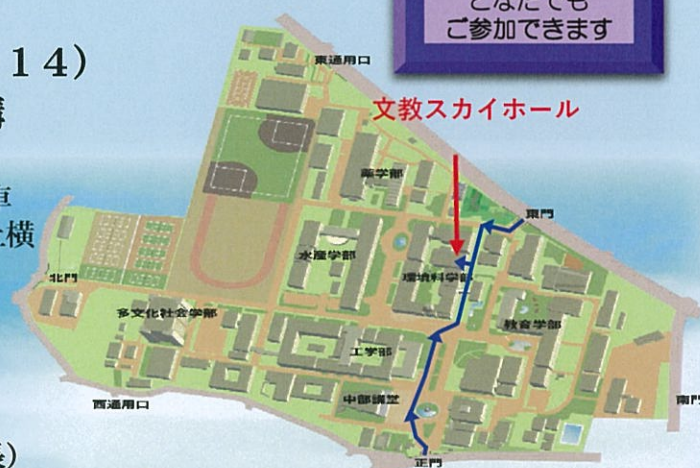 どなたでも
ご参加できます
１４）
東通用口
文教スカイホール
薬学部
東門
上横
水産学部
環境科学部
北門
多文化社会学部
教育学部
工学部
中部講堂
西通用口
南門
正門